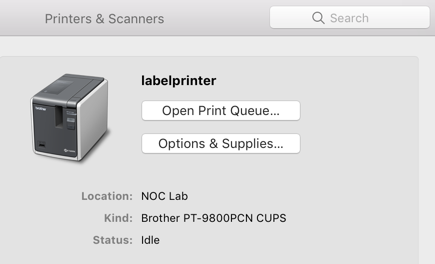 Printers & Scanners
Search
labelprinter
Open Print Queue...
Options & Supplies...
Location: NOC Lab
Kind: Brother PT-9800PCN CUPS
Status: Idle